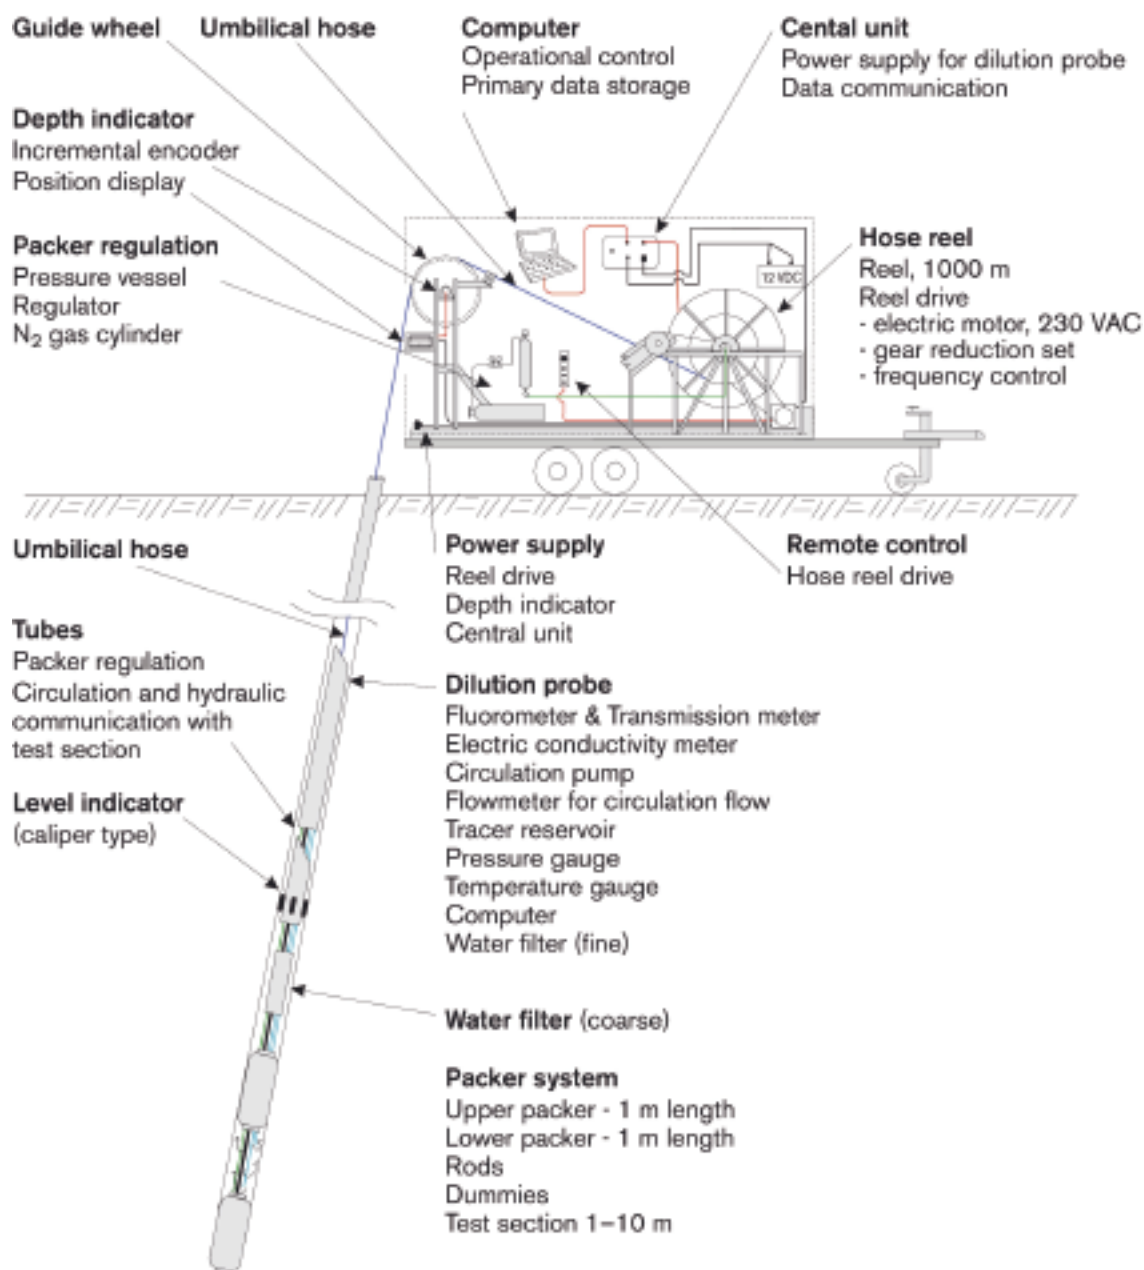 Guide wheel
Umbilical hose
Computer
Operational control
Primary data storage
Cental unit
Power supply for dilution probe
Data communication
Depth indicator
Incremental encoder
Position display
Packer regulation
Pressure vessel
Regulator
N₂ gas cylinder
12 VDC
Hose reel
Reel, 1000 m
Reel drive
- electric motor, 230 VAC
- gear reduction set
- frequency control
Umbilical hose
Power supply
Reel drive
Depth indicator
Central unit
Remote control
Hose reel drive
Tubes
Packer regulation
Circulation and hydraulic
communication with
test section
Level indicator
(caliper type)
Dilution probe
Fluorometer & Transmission meter
Electric conductivity meter
Circulation pump
Flowmeter for circulation flow
Tracer reservoir
Pressure gauge
Temperature gauge
Computer
Water filter (fine)
Water filter (coarse)
Packer system
Upper packer - 1 m length
Lower packer - 1 m length
Rods
Dummies
Test section 1–10 m